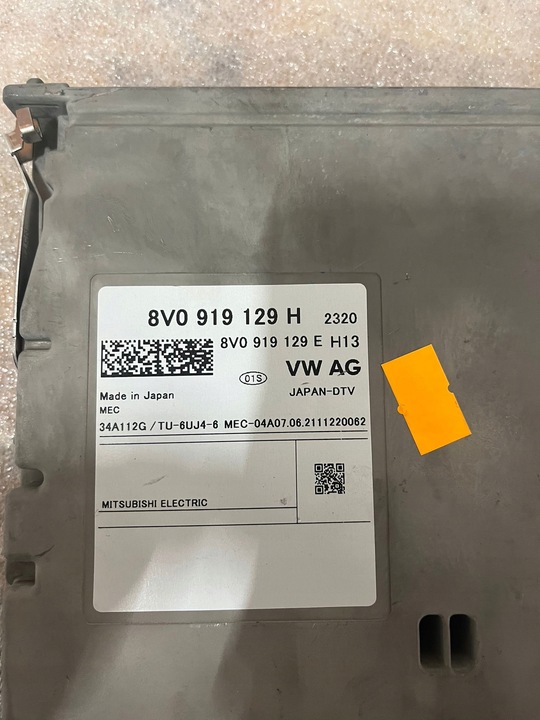 8V0 919 129 H 2320
8V0 919 129 E H13
01S VW AG
Made in Japan JAPAN-DTV
MEC
34A112G / TU-6UJ4-6 MEC-04A07.06.2111220062
MITSUBISHI ELECTRIC